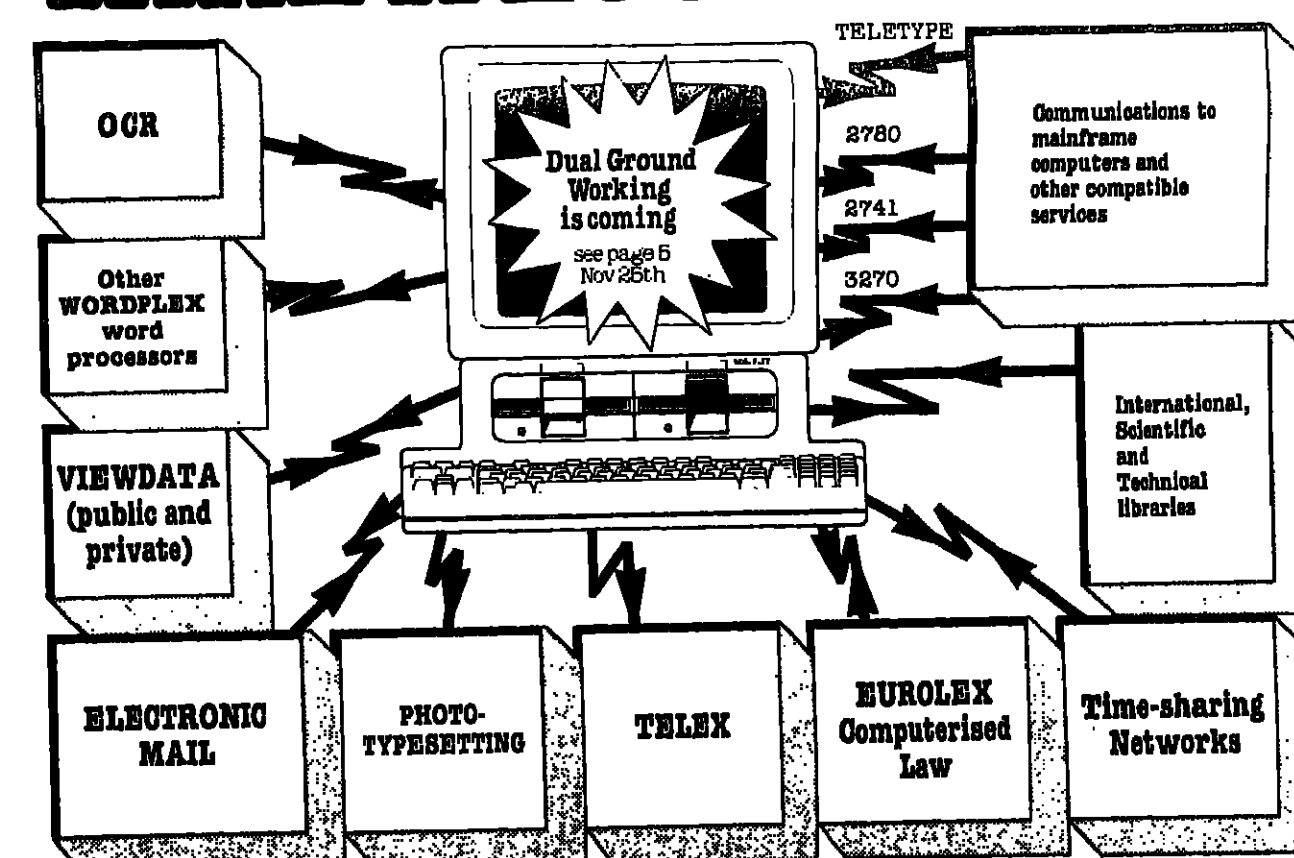 OCR
Other
WORDPLEX
word
processors
VIEWDATA
(public and
private)
Dual Ground
Working
is coming
see page 5
Nov 25th
TELETYPE
2780
2741
3270
Communications to
mainframe
computers and
other compatible
services
International,
Scientific
and
Technical
libraries
ELECTRONIC
MAIL
PHOTO-
TYPESETTING
TELEX
EUROLEX
Computerised
Law
Time-sharing
Networks